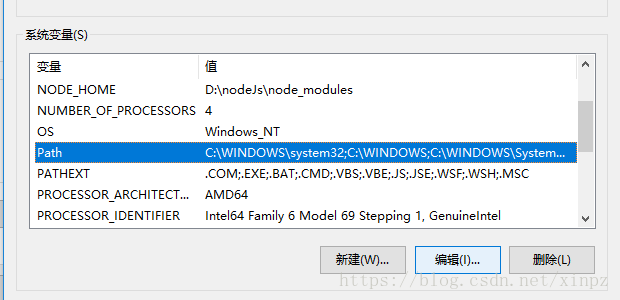 系统变量(S)
变量 值
NODE_HOME D:\nodeJs\node_modules
NUMBER_OF_PROCESSORS 4
OS Windows_NT
Path C:\WINDOWS\system32;C:\WINDOWS;C:\WINDOWS\System...
PATHEXT .COM;.EXE;.BAT;.CMD;.VBS;.VBE;.JS;.JSE;.WSF;.WSH;.MSC
PROCESSOR_ARCHITECT... AMD64
PROCESSOR_IDENTIFIER Intel64 Family 6 Model 69 Stepping 1, GenuineIntel
新建(W)... 编辑(I)... 删除(L)
https://blog.csdn.net/xinpz